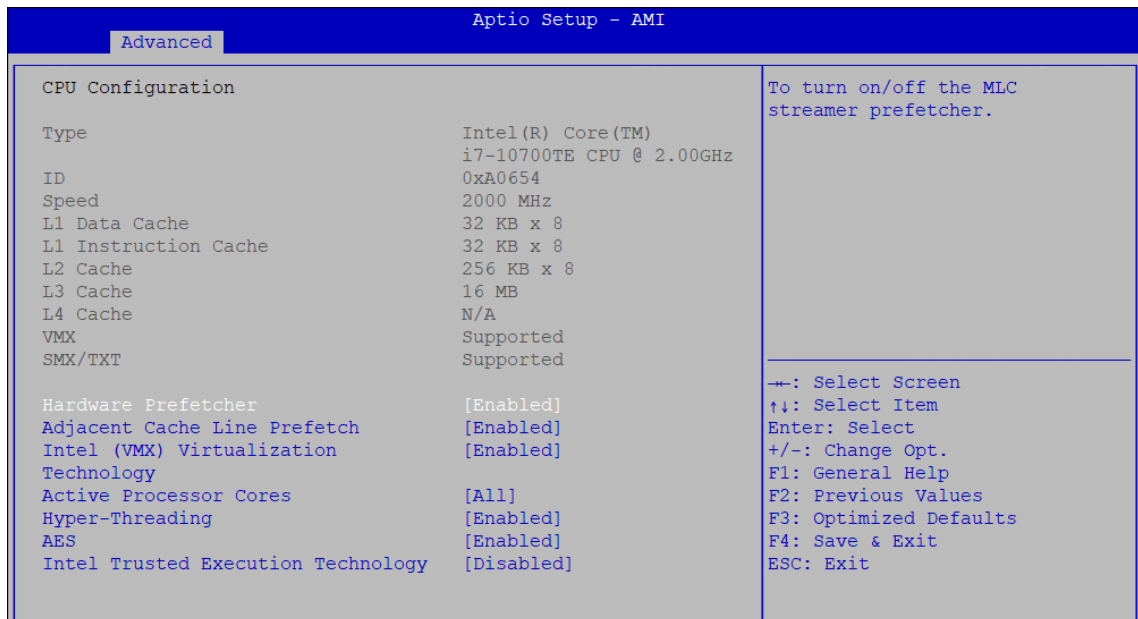 Aptio Setup - AMI
Advanced
CPU Configuration
Type Intel(R) Core(TM)
i7-10700TE CPU @ 2.00GHz
ID 0xA0654
Speed 2000 MHz
L1 Data Cache 32 KB x 8
L1 Instruction Cache 32 KB x 8
L2 Cache 256 KB x 8
L3 Cache 16 MB
L4 Cache N/A
VMX Supported
SMX/TXT Supported
Hardware Prefetcher [Enabled]
Adjacent Cache Line Prefetch [Enabled]
Intel (VMX) Virtualization [Enabled]
Technology
Active Processor Cores [All]
Hyper-Threading [Enabled]
AES [Enabled]
Intel Trusted Execution Technology [Disabled]
To turn on/off the MLC
streamer prefetcher.
→←: Select Screen
↑↓: Select Item
Enter: Select
+/-: Change Opt.
F1: General Help
F2: Previous Values
F3: Optimized Defaults
F4: Save & Exit
ESC: Exit